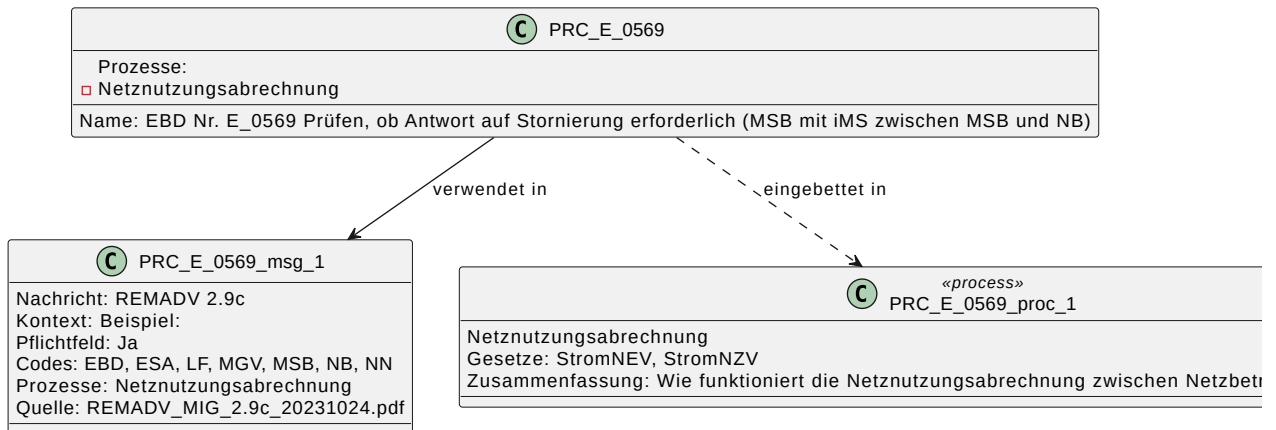 C PRC_E_0569
Prozesse:
Netznutzungsabrechnung
Name: EBD Nr. E_0569 Prüfen, ob Antwort auf Stornierung erforderlich (MSB mit iMS zwischen MSB und NB)
verwendet in
eingebettet in
C PRC_E_0569_msg_1
Nachricht: REMADV 2.9c
Kontext: Beispiel:
Pflichtfeld: Ja
Codes: EBD, ESA, LF, MGV, MSB, NB, NN
Prozesse: Netznutzungsabrechnung
Quelle: REMADV_MIG_2.9c_20231024.pdf
C «process»
PRC_E_0569_proc_1
Netznutzungsabrechnung
Gesetze: StromNEV, StromNZV
Zusammenfassung: Wie funktioniert die Netznutzungsabrechnung zwischen